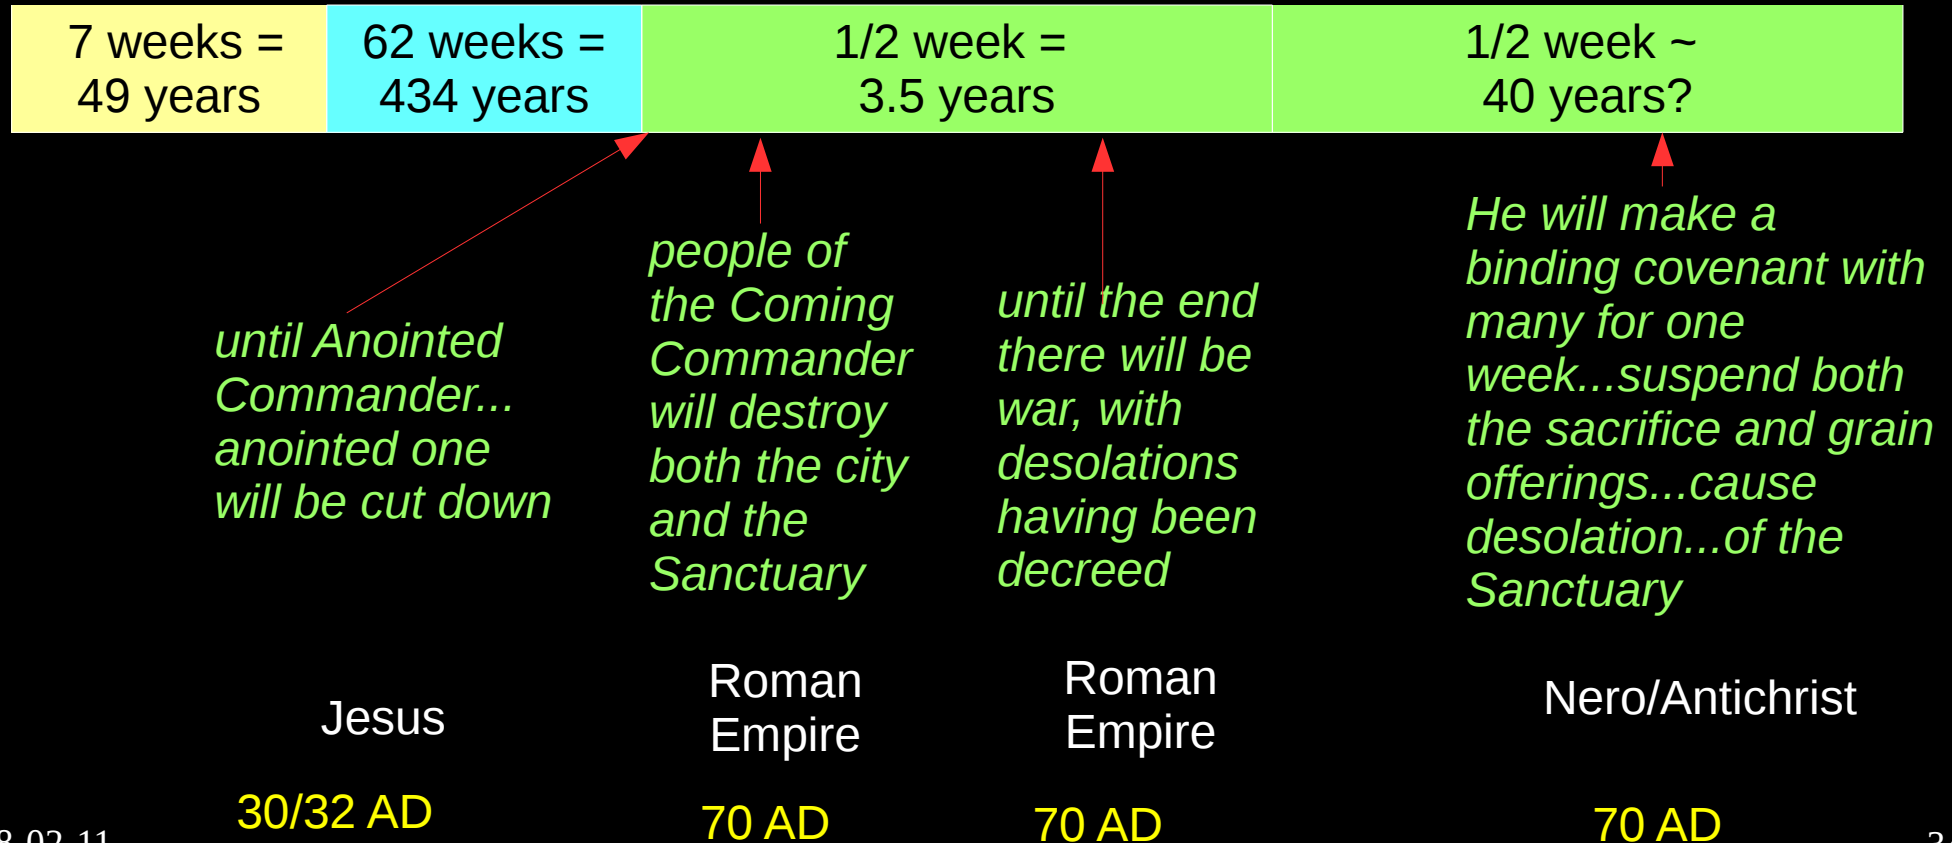 7 weeks =
49 years
62 weeks =
434 years
1/2 week =
3.5 years
1/2 week ~
40 years?
until Anointed
Commander...
anointed one
will be cut down
people of
the Coming
Commander
will destroy
both the city
and the
Sanctuary
until the end
there will be
war, with
desolations
having been
decreed
He will make a
binding covenant with
many for one
week...suspend both
the sacrifice and grain
offerings...cause
desolation...of the
Sanctuary
Jesus
Roman
Empire
Roman
Empire
Nero/Antichrist
30/32 AD
70 AD
70 AD
70 AD
8-02-11
3